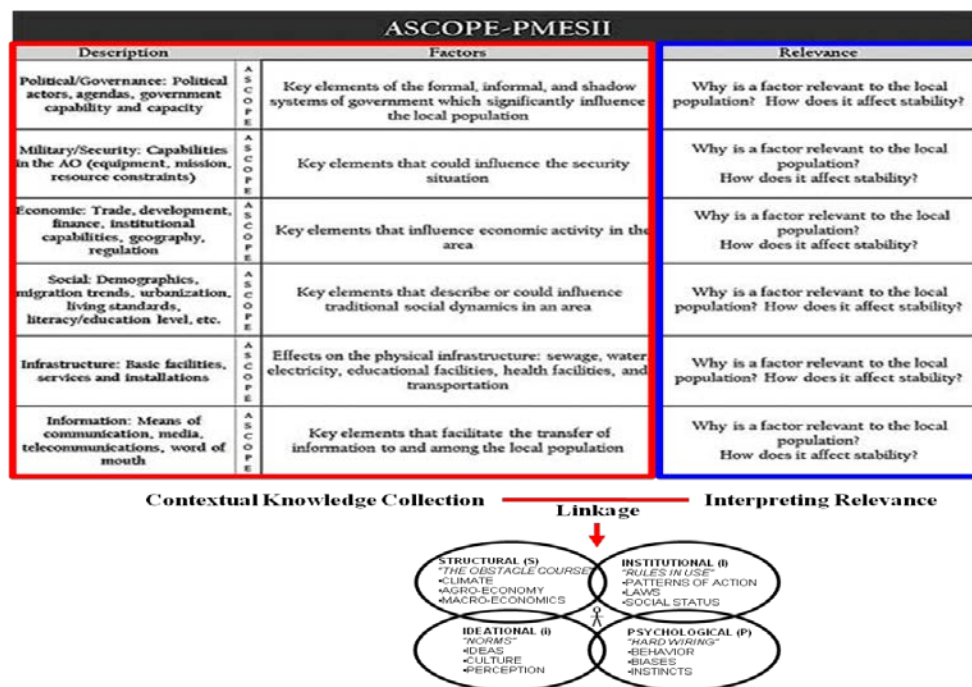 ASCOPE-PMESII
Description
Factors
Relevance
Political/Governance: Political
actors, agendas, government
capability and capacity
A
S
C
O
P
E
Key elements of the formal, informal, and shadow
systems of government which significantly influence
the local population
Why is a factor relevant to the local
population? How does it affect stability?
Military/Security: Capabilities
in the AO (equipment, mission,
resource constraints)
A
S
C
O
P
E
Key elements that could influence the security
situation
Why is a factor relevant to the local
population?
How does it affect stability?
Economic: Trade, development,
finance, institutional
capabilities, geography,
regulation
A
S
C
O
P
E
Key elements that influence economic activity in the
area
Why is a factor relevant to the local
population?
How does it affect stability?
Social: Demographics,
migration trends, urbanization,
living standards,
literacy/education level, etc.
A
S
C
O
P
E
Key elements that describe or could influence
traditional social dynamics in an area
Why is a factor relevant to the local
population? How does it affect stability?
Infrastructure: Basic facilities,
services and installations
A
S
C
O
P
E
Effects on the physical infrastructure: sewage, water,
electricity, educational facilities, health facilities, and
transportation
Why is a factor relevant to the local
population? How does it affect stability?
Information: Means of
communication, media,
telecommunications, word of
mouth
A
S
C
O
P
E
Key elements that facilitate the transfer of
information to and among the local population
Why is a factor relevant to the local
population?
How does it affect stability?
Contextual Knowledge Collection
Linkage
Interpreting Relevance
STRUCTURAL (S)
"THE OBSTACLE COURSE"
•CLIMATE
•AGRO-ECONOMY
•MACRO-ECONOMICS
INSTITUTIONAL (I)
"RULES IN USE"
•PATTERNS OF ACTION
•LAWS
•SOCIAL STATUS
IDEATIONAL (i)
"NORMS"
•IDEAS
•CULTURE
•PERCEPTION
PSYCHOLOGICAL (P)
"HARD WIRING"
•BEHAVIOR
•BIASES
•INSTINCTS